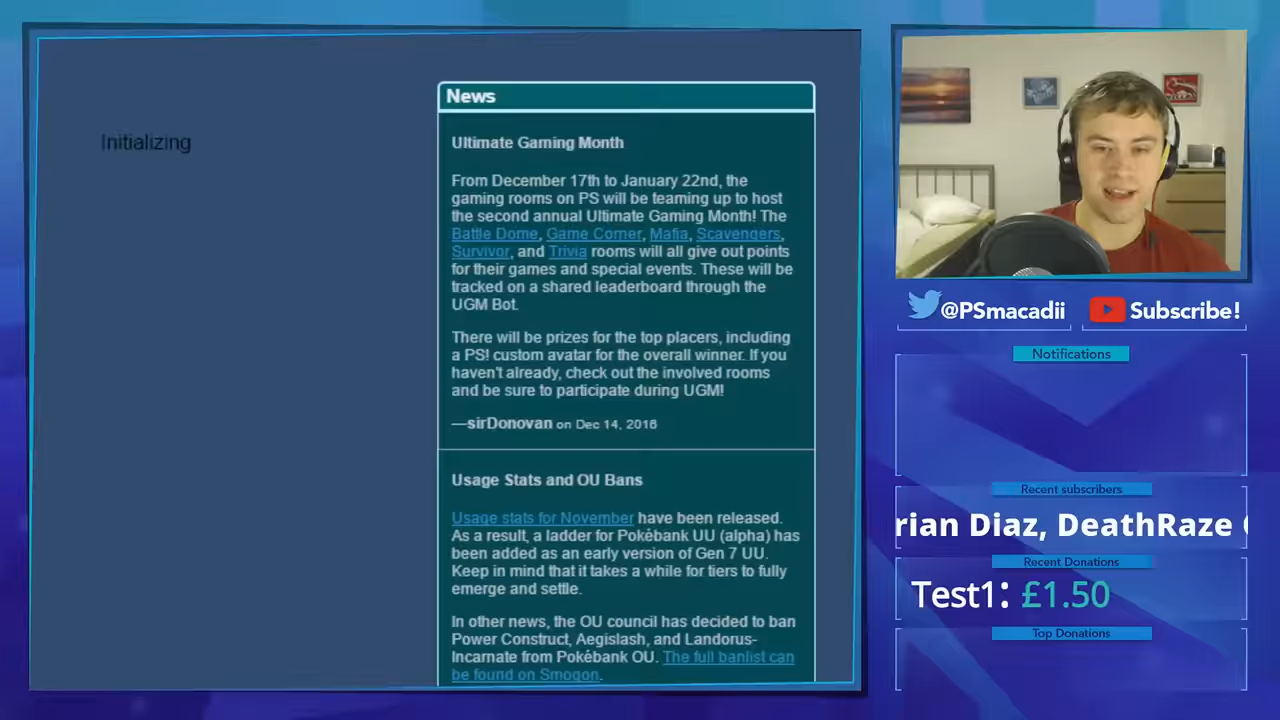 Initializing
News
Ultimate Gaming Month
From December 17th to January 22nd, the
gaming rooms on PS will be teaming up to host
the second annual Ultimate Gaming Month! The
Battle Dome, Game Corner, Mafia, Scavengers,
Survivor, and Trivia rooms will all give out points
for their games and special events. These will be
tracked on a shared leaderboard through the
UGM Bot.
There will be prizes for the top placers, including
a PS! custom avatar for the overall winner. If you
haven't already, check out the involved rooms
and be sure to participate during UGM!
—sirDonovan on Dec 14, 2016
Usage Stats and OU Bans
Usage stats for November have been released.
As a result, a ladder for Pokébank UU (alpha) has
been added as an early version of Gen 7 UU.
Keep in mind that it takes a while for tiers to fully
emerge and settle.
In other news, the OU council has decided to ban
Power Construct, Aegislash, and Landorus-
Incarnate from Pokébank OU. The full banlist can
be found on Smogon.
@PSmacadii
Subscribe!
Notifications
Recent subscribers
rian Diaz, DeathRaze
Recent Donations
Test1: £1.50
Top Donations